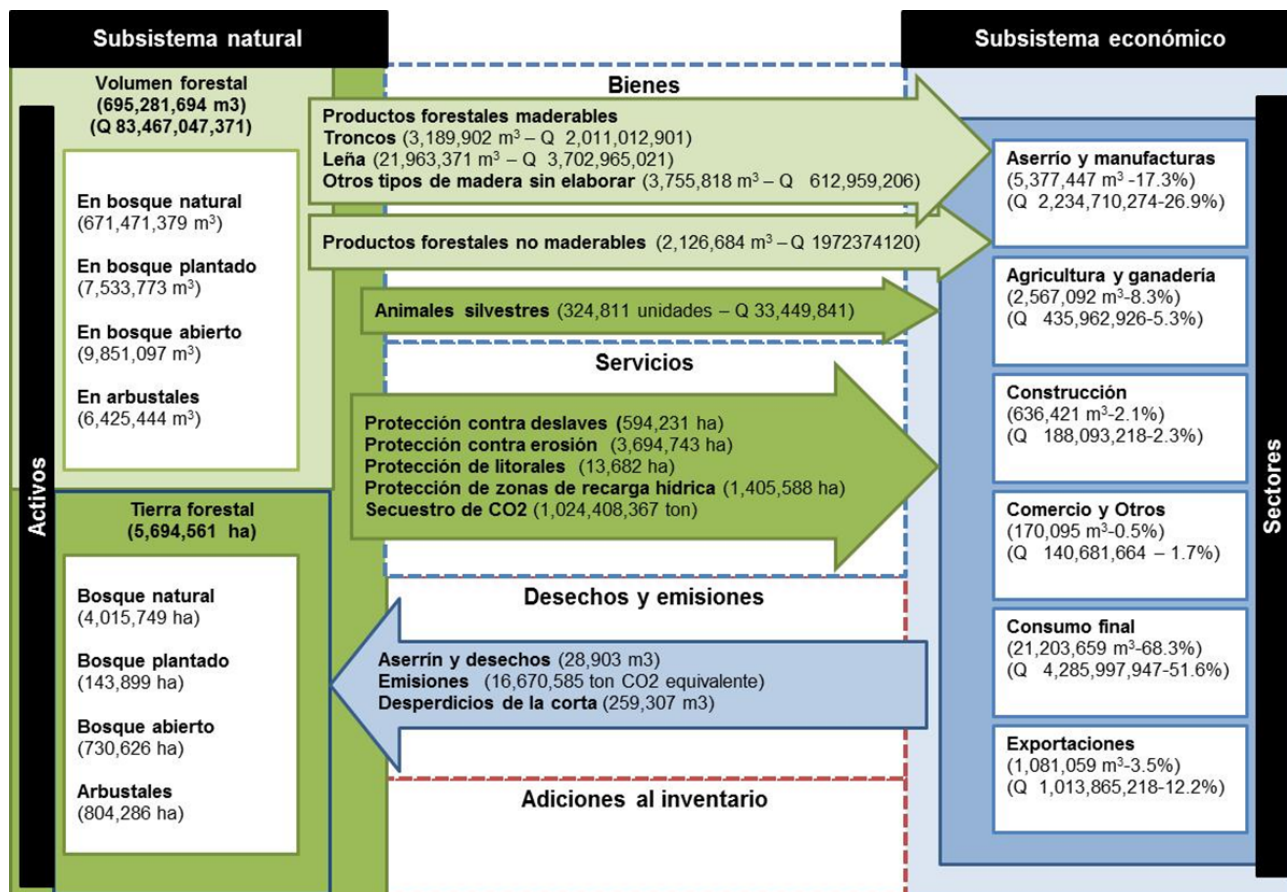 Subsistema natural
Volumen forestal
(695,281,694 m3)
(Q 83,467,047,371)
En bosque natural
(671,471,379 m³)
En bosque plantado
(7,533,773 m³)
En bosque abierto
(9,851,097 m³)
En arbustales
(6,425,444 m³)
Activos
Tierra forestal
(5,694,561 ha)
Bosque natural
(4,015,749 ha)
Bosque plantado
(143,899 ha)
Bosque abierto
(730,626 ha)
Arbustales
(804,286 ha)
Bienes
Productos forestales maderables
Troncos (3,189,902 m³ – Q 2,011,012,901)
Leña (21,963,371 m³ – Q 3,702,965,021)
Otros tipos de madera sin elaborar (3,755,818 m³ – Q 612,959,206)
Productos forestales no maderables (2,126,684 m³ – Q 1972374120)
Animales silvestres (324,811 unidades – Q 33,449,841)
Servicios
Protección contra deslaves (594,231 ha)
Protección contra erosión (3,694,743 ha)
Protección de litorales (13,682 ha)
Protección de zonas de recarga hídrica (1,405,588 ha)
Secuestro de CO2 (1,024,408,367 ton)
Desechos y emisiones
Aserrín y desechos (28,903 m3)
Emisiones (16,670,585 ton CO2 equivalente)
Desperdicios de la corta (259,307 m3)
Adiciones al inventario
Subsistema económico
Aserrío y manufacturas
(5,377,447 m³ -17.3%)
(Q 2,234,710,274-26.9%)
Agricultura y ganadería
(2,567,092 m³-8.3%)
(Q 435,962,926-5.3%)
Construcción
(636,421 m³-2.1%)
(Q 188,093,218-2.3%)
Comercio y Otros
(170,095 m³-0.5%)
(Q 140,681,664 – 1.7%)
Consumo final
(21,203,659 m³-68.3%)
(Q 4,285,997,947-51.6%)
Exportaciones
(1,081,059 m³-3.5%)
(Q 1,013,865,218-12.2%)
Sectores